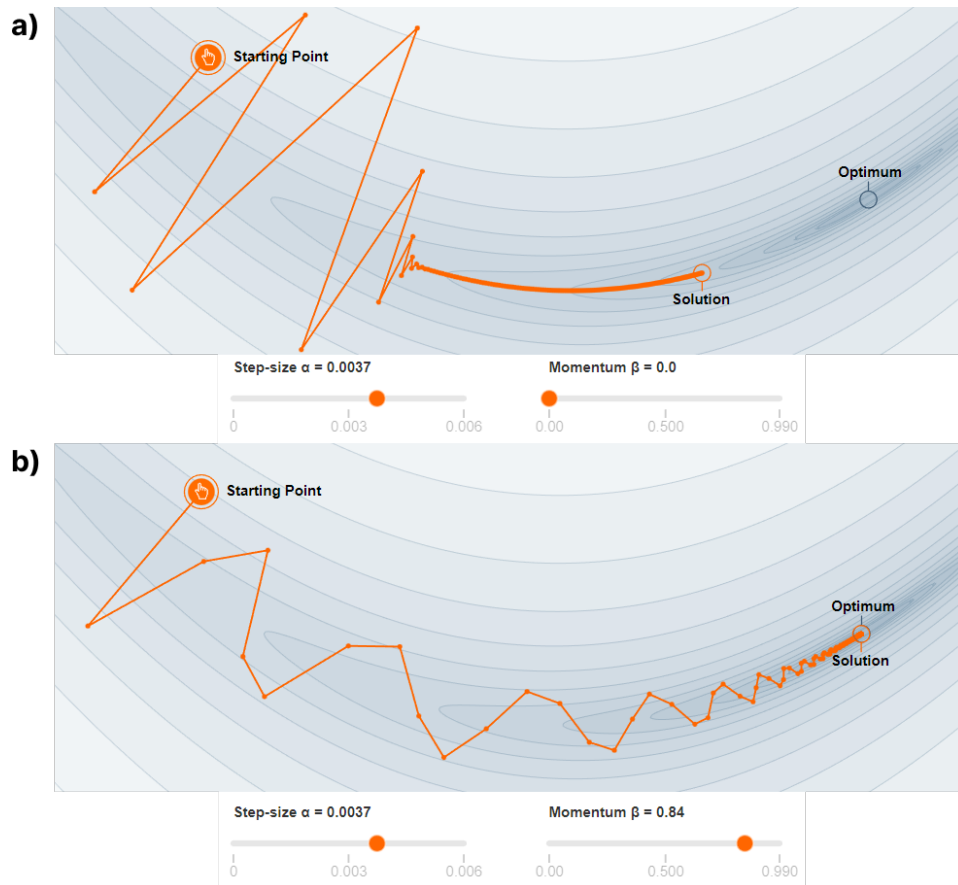 a)
Starting Point
Optimum
Solution
Step-size α = 0.0037
Momentum β = 0.0
0
0.003
0.006
0.00
0.500
0.990
b)
Starting Point
Optimum
Solution
Step-size α = 0.0037
Momentum β = 0.84
0
0.003
0.006
0.00
0.500
0.990